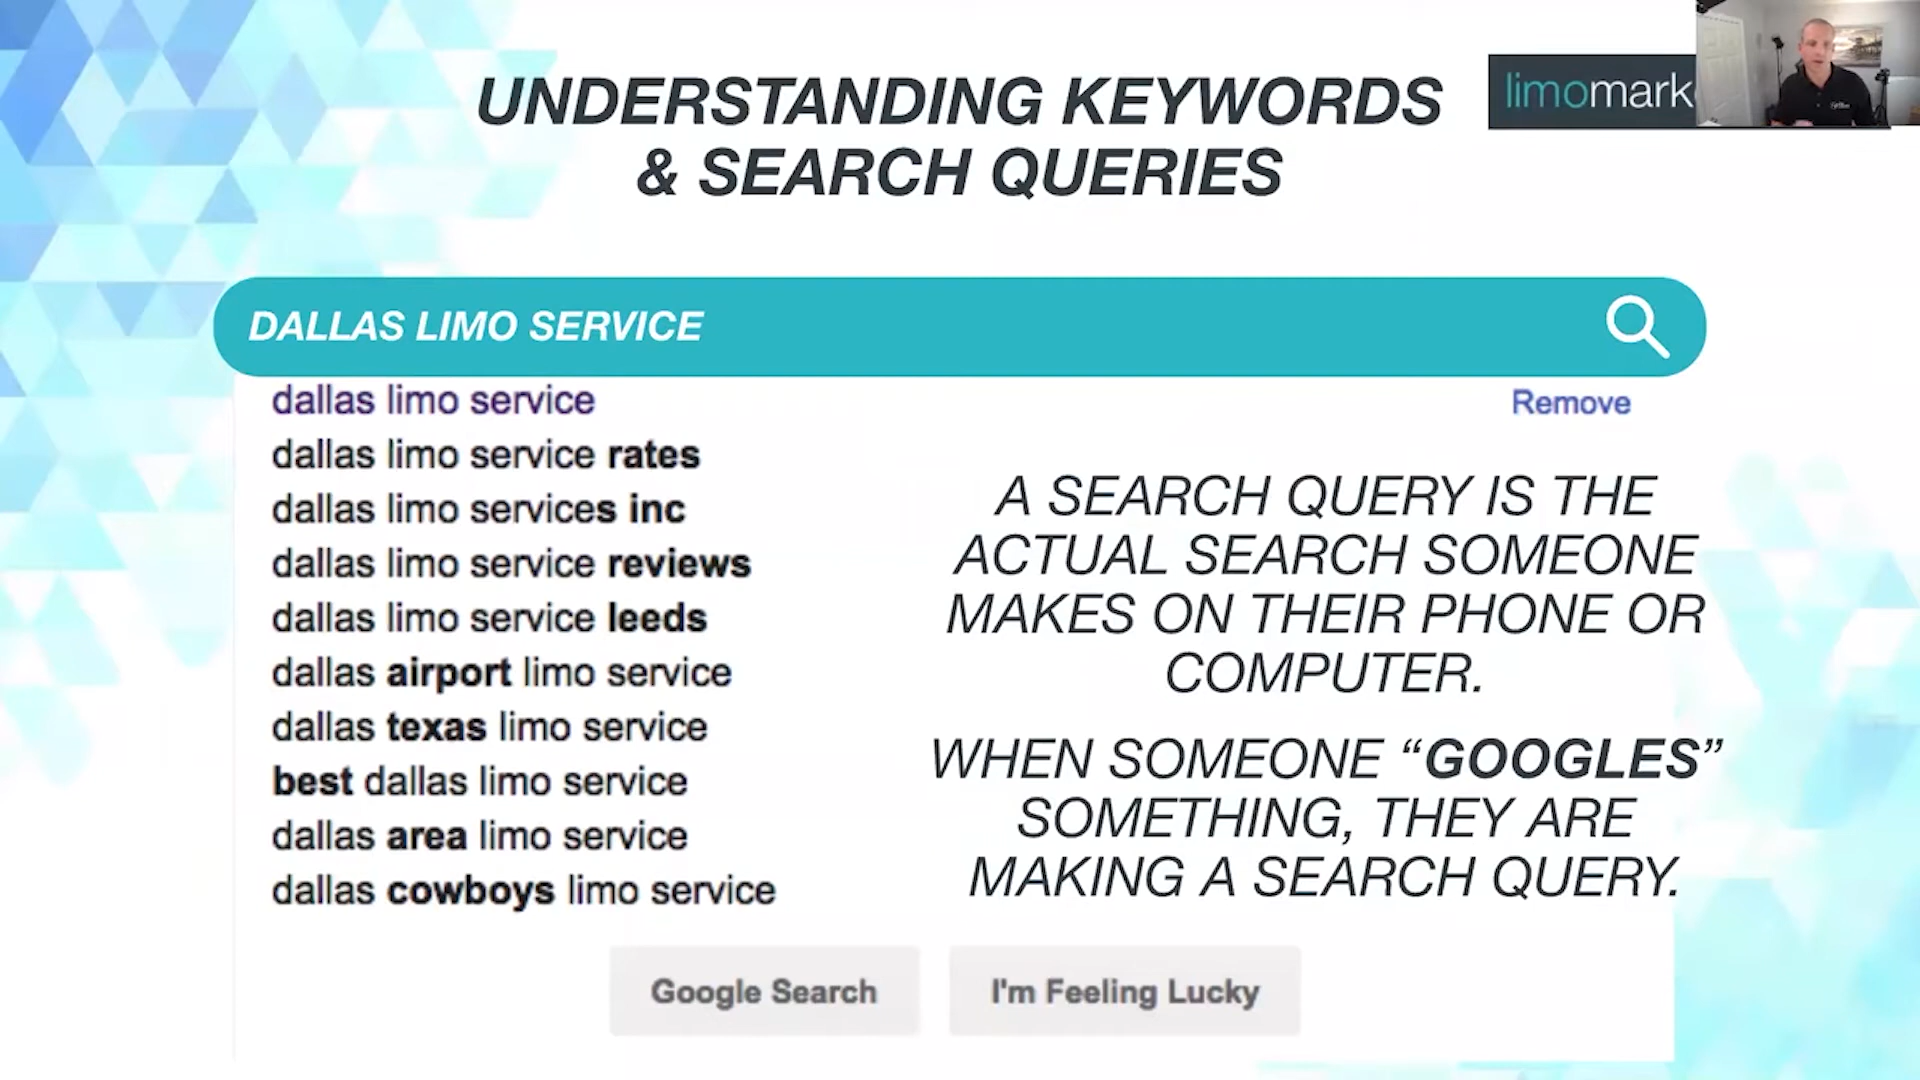 UNDERSTANDING KEYWORDS
& SEARCH QUERIES
limomark
DALLAS LIMO SERVICE
dallas limo service
Remove
dallas limo service rates
dallas limo services inc
dallas limo service reviews
dallas limo service leeds
dallas airport limo service
dallas texas limo service
best dallas limo service
dallas area limo service
dallas cowboys limo service
A SEARCH QUERY IS THE
ACTUAL SEARCH SOMEONE
MAKES ON THEIR PHONE OR
COMPUTER.
WHEN SOMEONE “GOOGLES”
SOMETHING, THEY ARE
MAKING A SEARCH QUERY.
Google Search
I'm Feeling Lucky